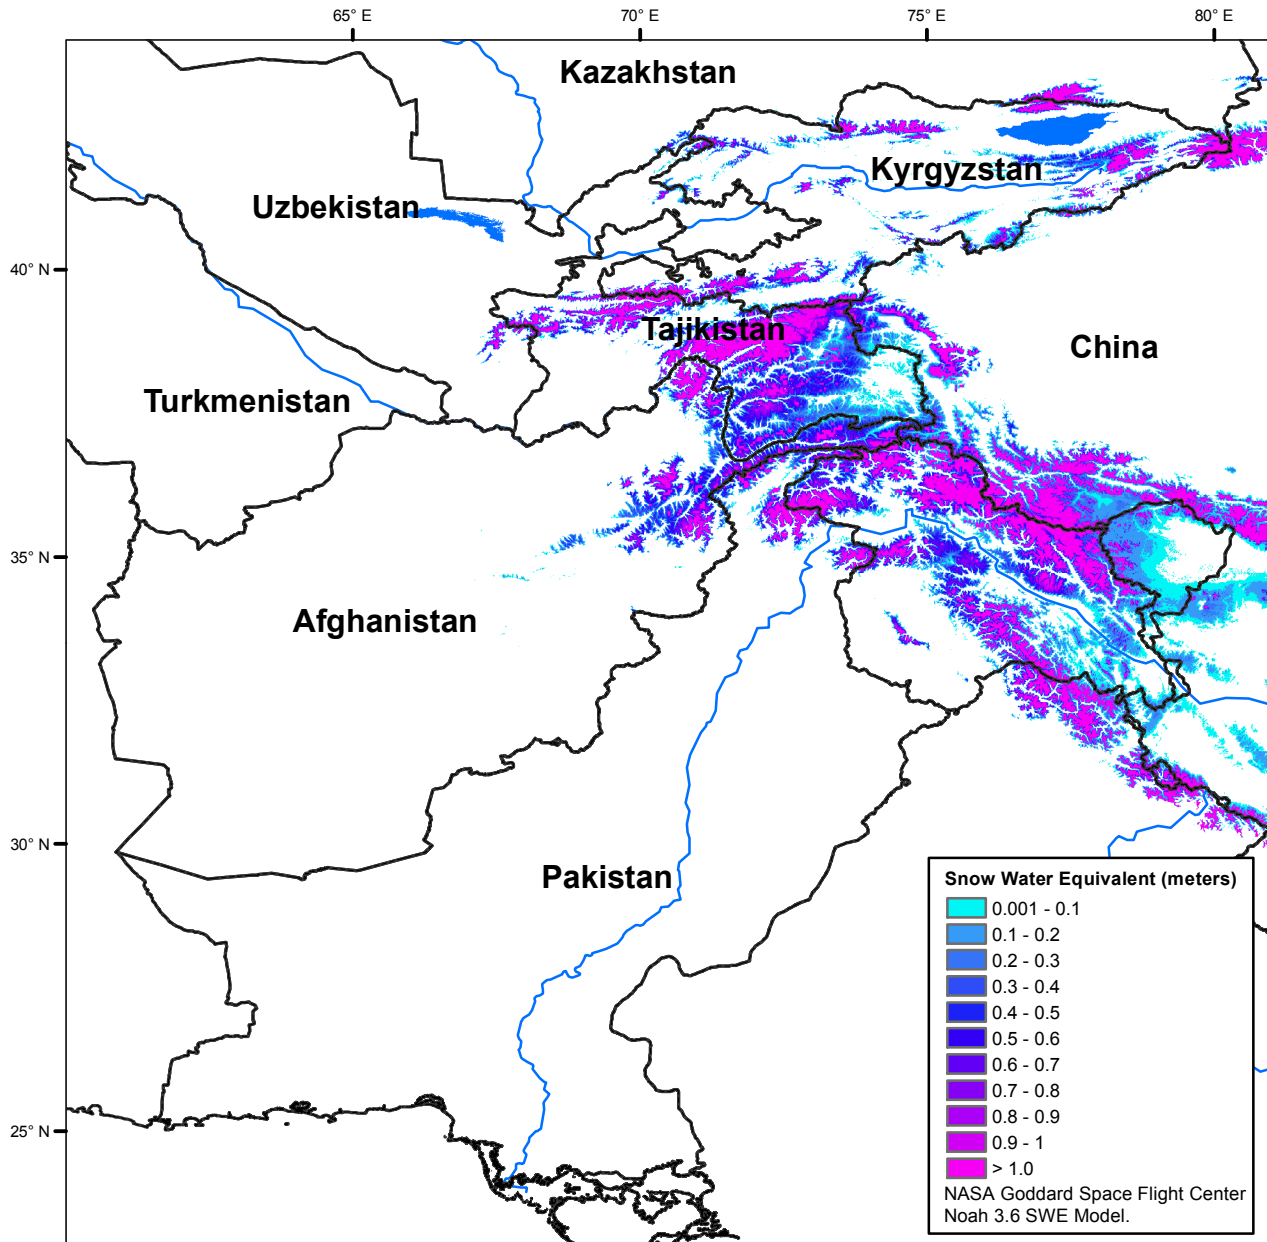 65° E
70° E
75° E
80° E
Kazakhstan
Kyrgyzstan
Uzbekistan
40° N
Tajikistan
China
Turkmenistan
35° N
Afghanistan
30° N
Pakistan
25° N
Snow Water Equivalent (meters)
0.001 - 0.1
0.1 - 0.2
0.2 - 0.3
0.3 - 0.4
0.4 - 0.5
0.5 - 0.6
0.6 - 0.7
0.7 - 0.8
0.8 - 0.9
0.9 - 1
> 1.0
NASA Goddard Space Flight Center
Noah 3.6 SWE Model.